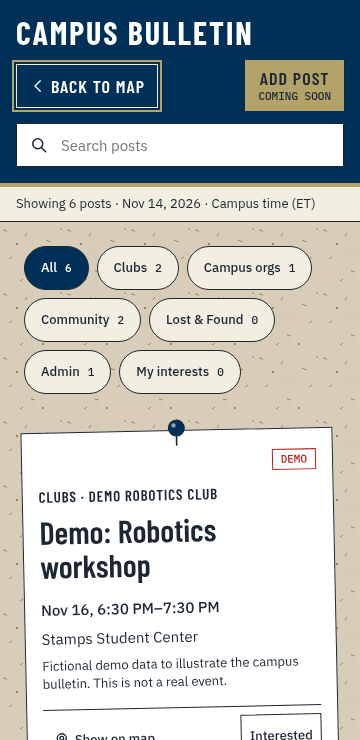 CAMPUS BULLETIN
BACK TO MAP
ADD POST
COMING SOON
Search posts
Showing 6 posts · Nov 14, 2026 · Campus time (ET)
All 6
Clubs 2
Campus orgs 1
Community 2
Lost & Found 0
Admin 1
My interests 0
DEMO
CLUBS · DEMO ROBOTICS CLUB
Demo: Robotics
workshop
Nov 16, 6:30 PM–7:30 PM
Stamps Student Center
Fictional demo data to illustrate the campus
bulletin. This is not a real event.
Show on map
Interested